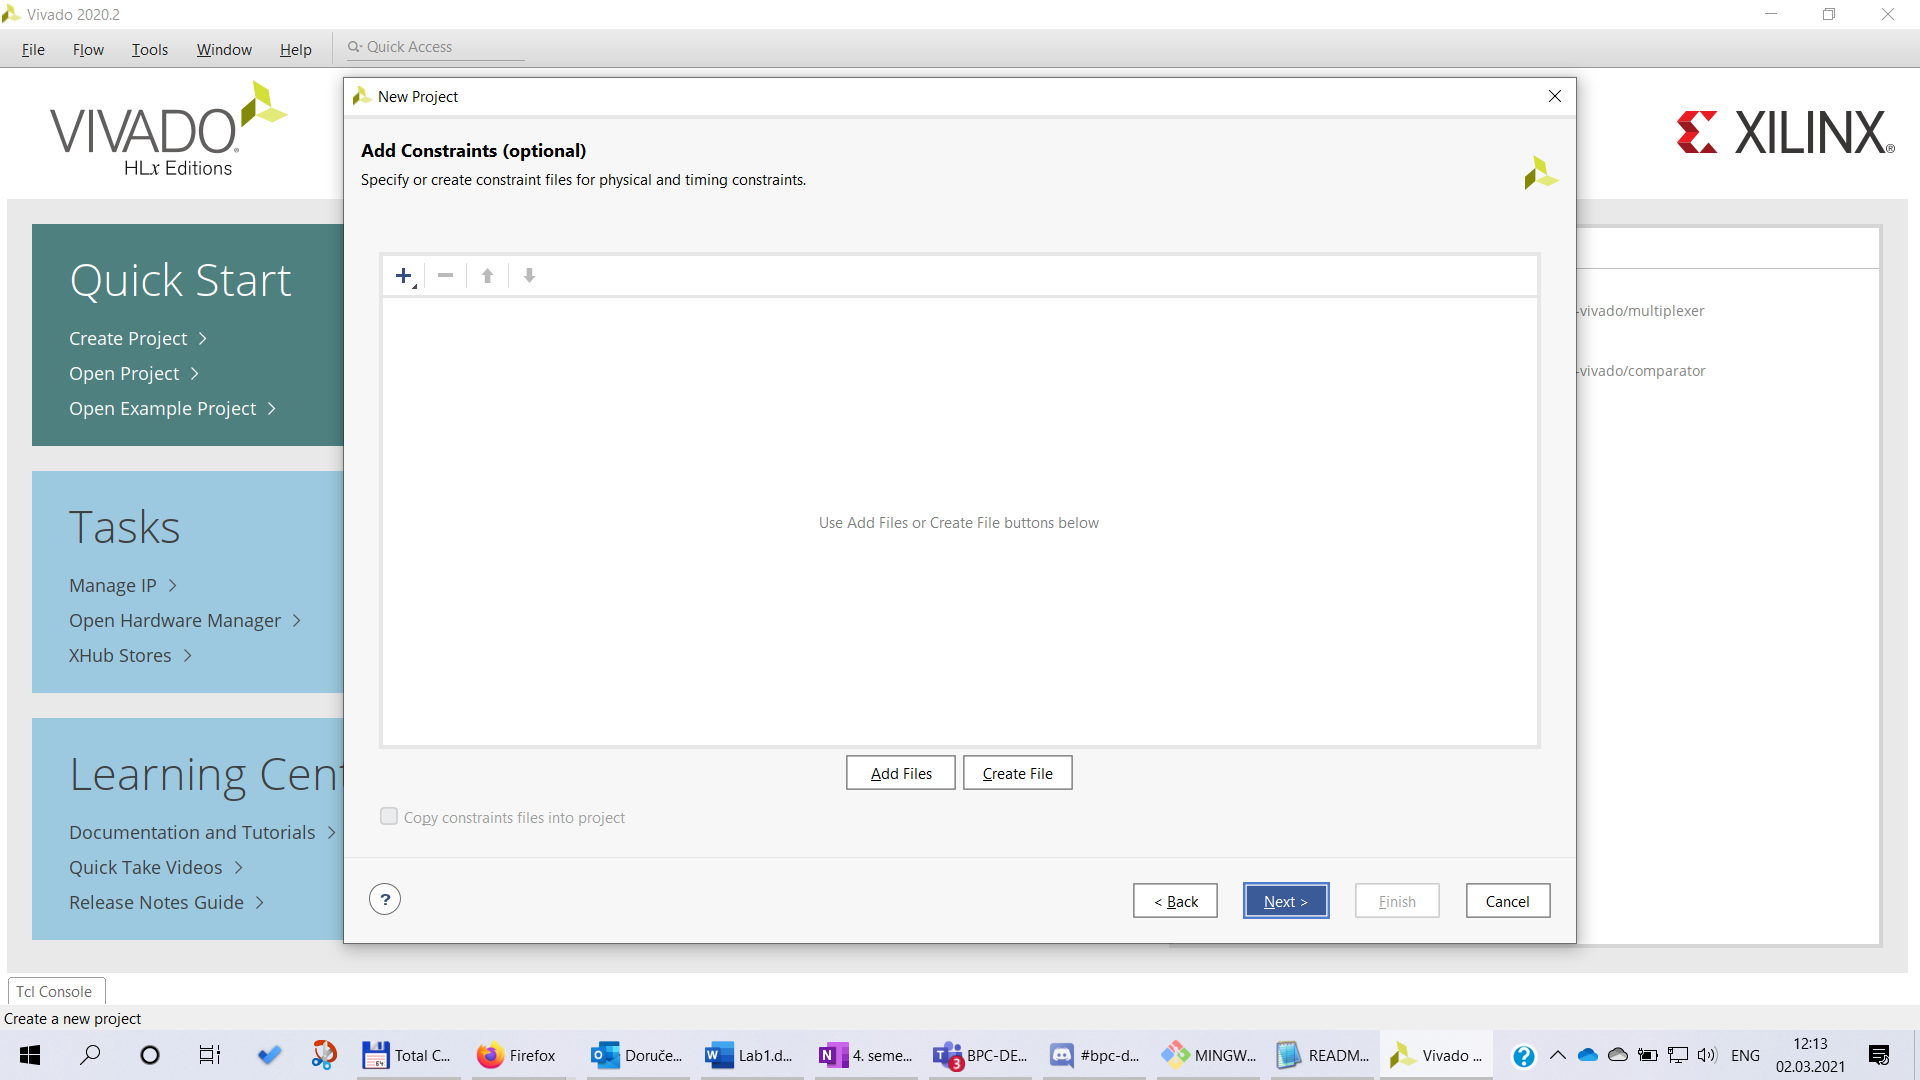 Vivado 2020.2
File Flow Tools Window Help Quick Access
VIVADO®
HLx Editions
XILINX®
New Project
Add Constraints (optional)
Specify or create constraint files for physical and timing constraints.
Use Add Files or Create File buttons below
Add Files Create File
Copy constraints files into project
? < Back Next > Finish Cancel
Quick Start
Create Project >
Open Project >
Open Example Project >
Tasks
Manage IP >
Open Hardware Manager >
XHub Stores >
Learning Cent
Documentation and Tutorials >
Quick Take Videos >
Release Notes Guide >
-vivado/multiplexer
-vivado/comparator
Tcl Console
Create a new project
Total C... Firefox Doruče... Lab1.d... 4. seme... BPC-DE... #bpc-d... MINGW... READM... Vivado ... ENG
3
12:13
02.03.2021